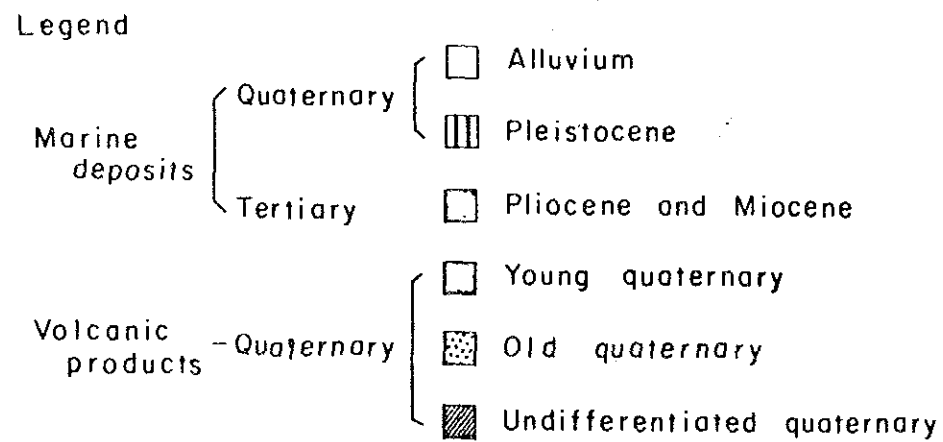 Legend
Marine deposits
Quaternary
Alluvium
Pleistocene
Tertiary
Pliocene and Miocene
Volcanic products
Quaternary
Young quaternary
Old quaternary
Undifferentiated quaternary